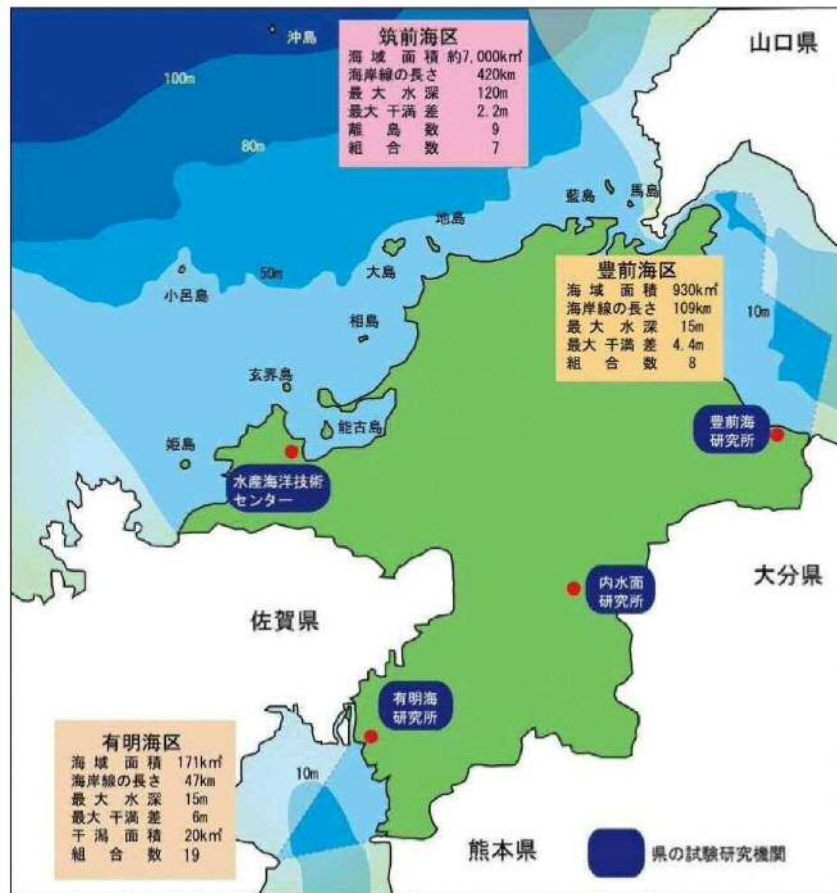 沖島
筑前海区
海域面積 約7,000k㎡
海岸線の長さ 420km
最大水深 120m
最大干満差 2.2m
離島数 9
組合数 7
山口県
100m
80m
50m
藍島
馬島
地島
大島
小呂島
相島
玄界島
能古島
姫島
豊前海区
海域面積 930k㎡
海岸線の長さ 109km
最大水深 15m
最大干満差 4.4m
組合数 8
10m
豊前海
研究所
水産海洋技術
センター
大分県
内水面
研究所
佐賀県
有明海
研究所
有明海区
海域面積 171k㎡
海岸線の長さ 47km
最大水深 15m
最大干満差 6m
干潟面積 20k㎡
組合数 19
10m
熊本県
県の試験研究機関